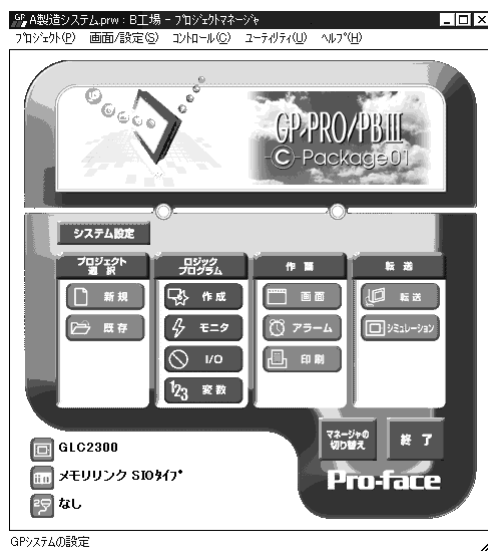 A製造システム.prw : B工場 - プロジェクトマネージャ
プロジェクト(P) 画面/設定(S) コントロール(C) ユーティリティ(U) ヘルプ(H)
GP-PRO/PBⅢ
C-Package01
システム設定
プロジェクト
選択
新規
既存
ロジック
プログラム
作成
モニタ
I/O
変数
作画
画面
アラーム
印刷
転送
転送
シミュレーション
マネージャの
切り替え
終了
Pro-face
GLC2300
メモリリンク SIOタイプ
なし
GPシステムの設定